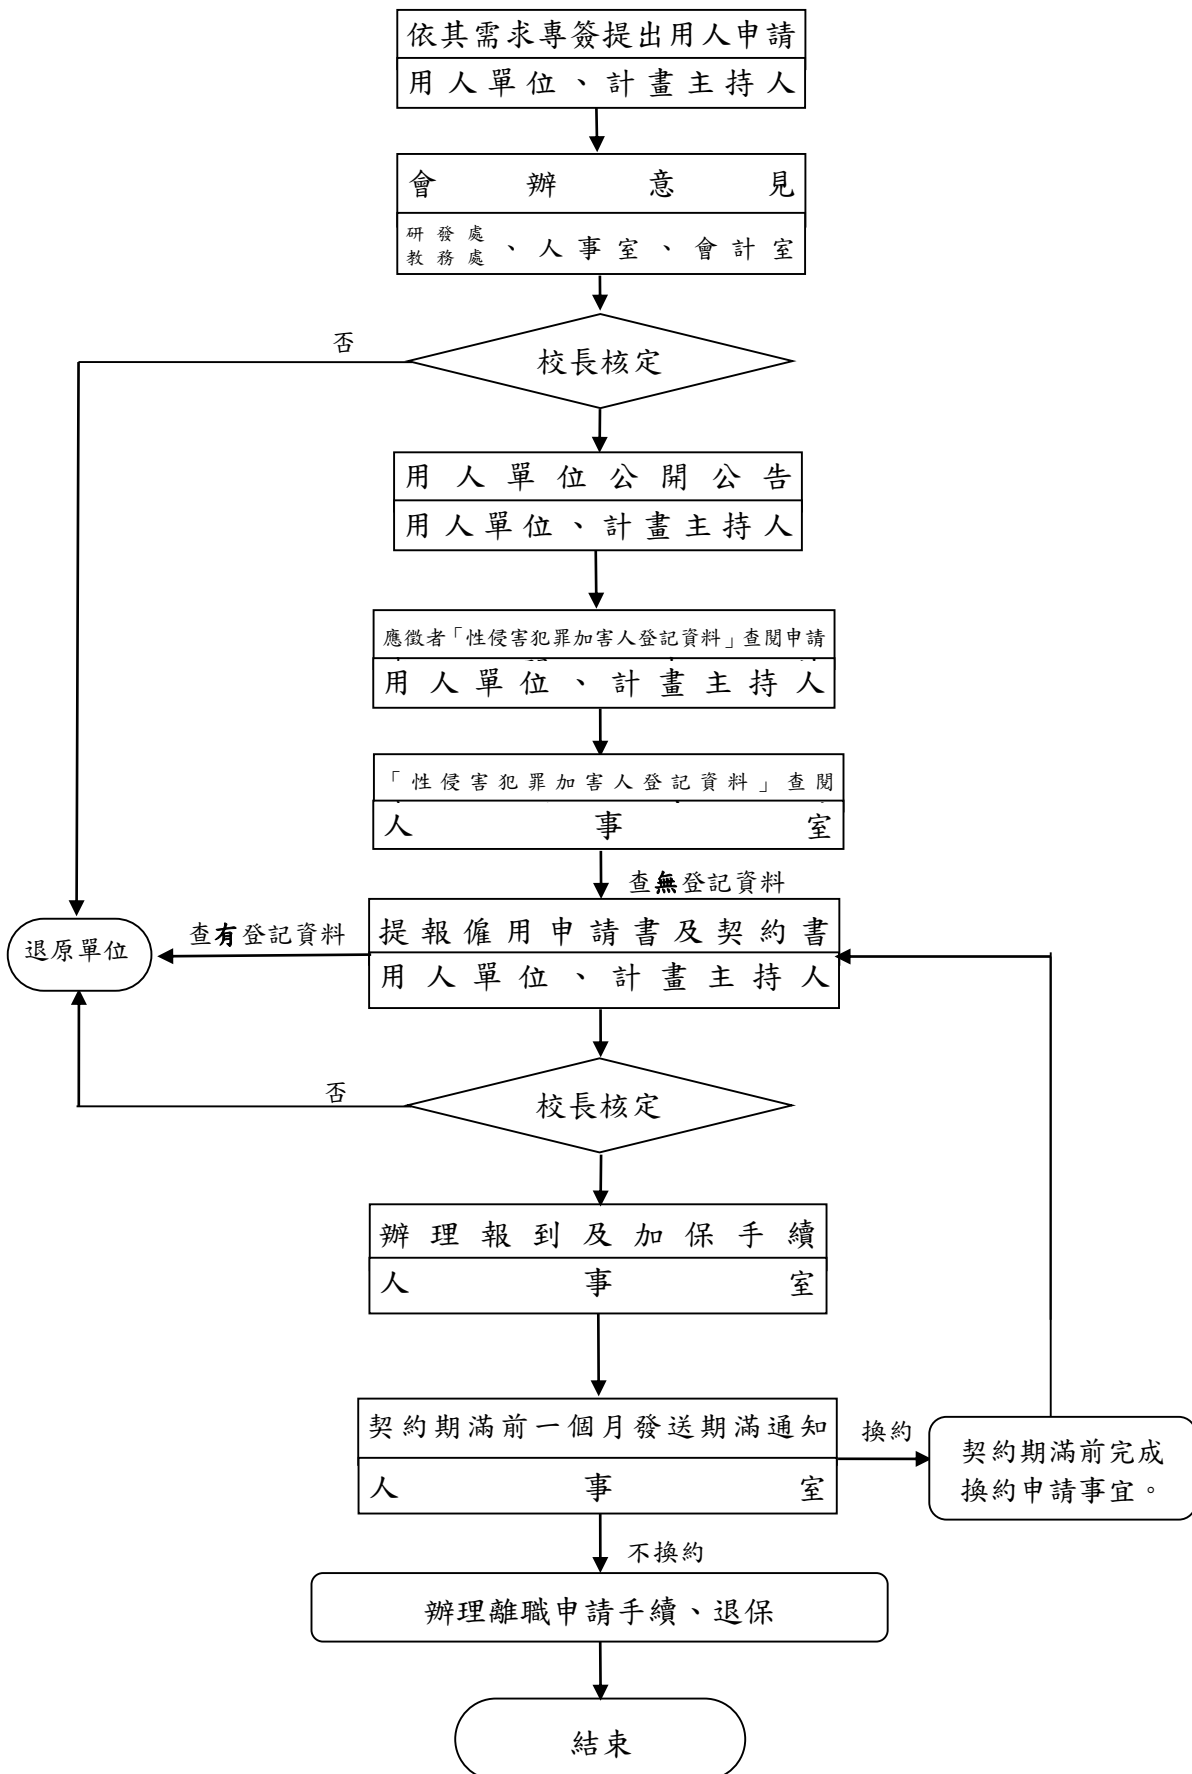 依其需求專簽提出用人申請
用人單位、計畫主持人
會辦意見
研發處
教務處、人事室、會計室
否
校長核定
用人單位公開公告
用人單位、計畫主持人
應徵者「性侵害犯罪加害人登記資料」查閱申請
用人單位、計畫主持人
「性侵害犯罪加害人登記資料」查閱
人事室
查無登記資料
退原單位
查有登記資料
提報僱用申請書及契約書
用人單位、計畫主持人
否
校長核定
辦理報到及加保手續
人事室
契約期滿前一個月發送期滿通知
人事室
換約
契約期滿前完成
換約申請事宜。
不換約
辦理離職申請手續、退保
結束